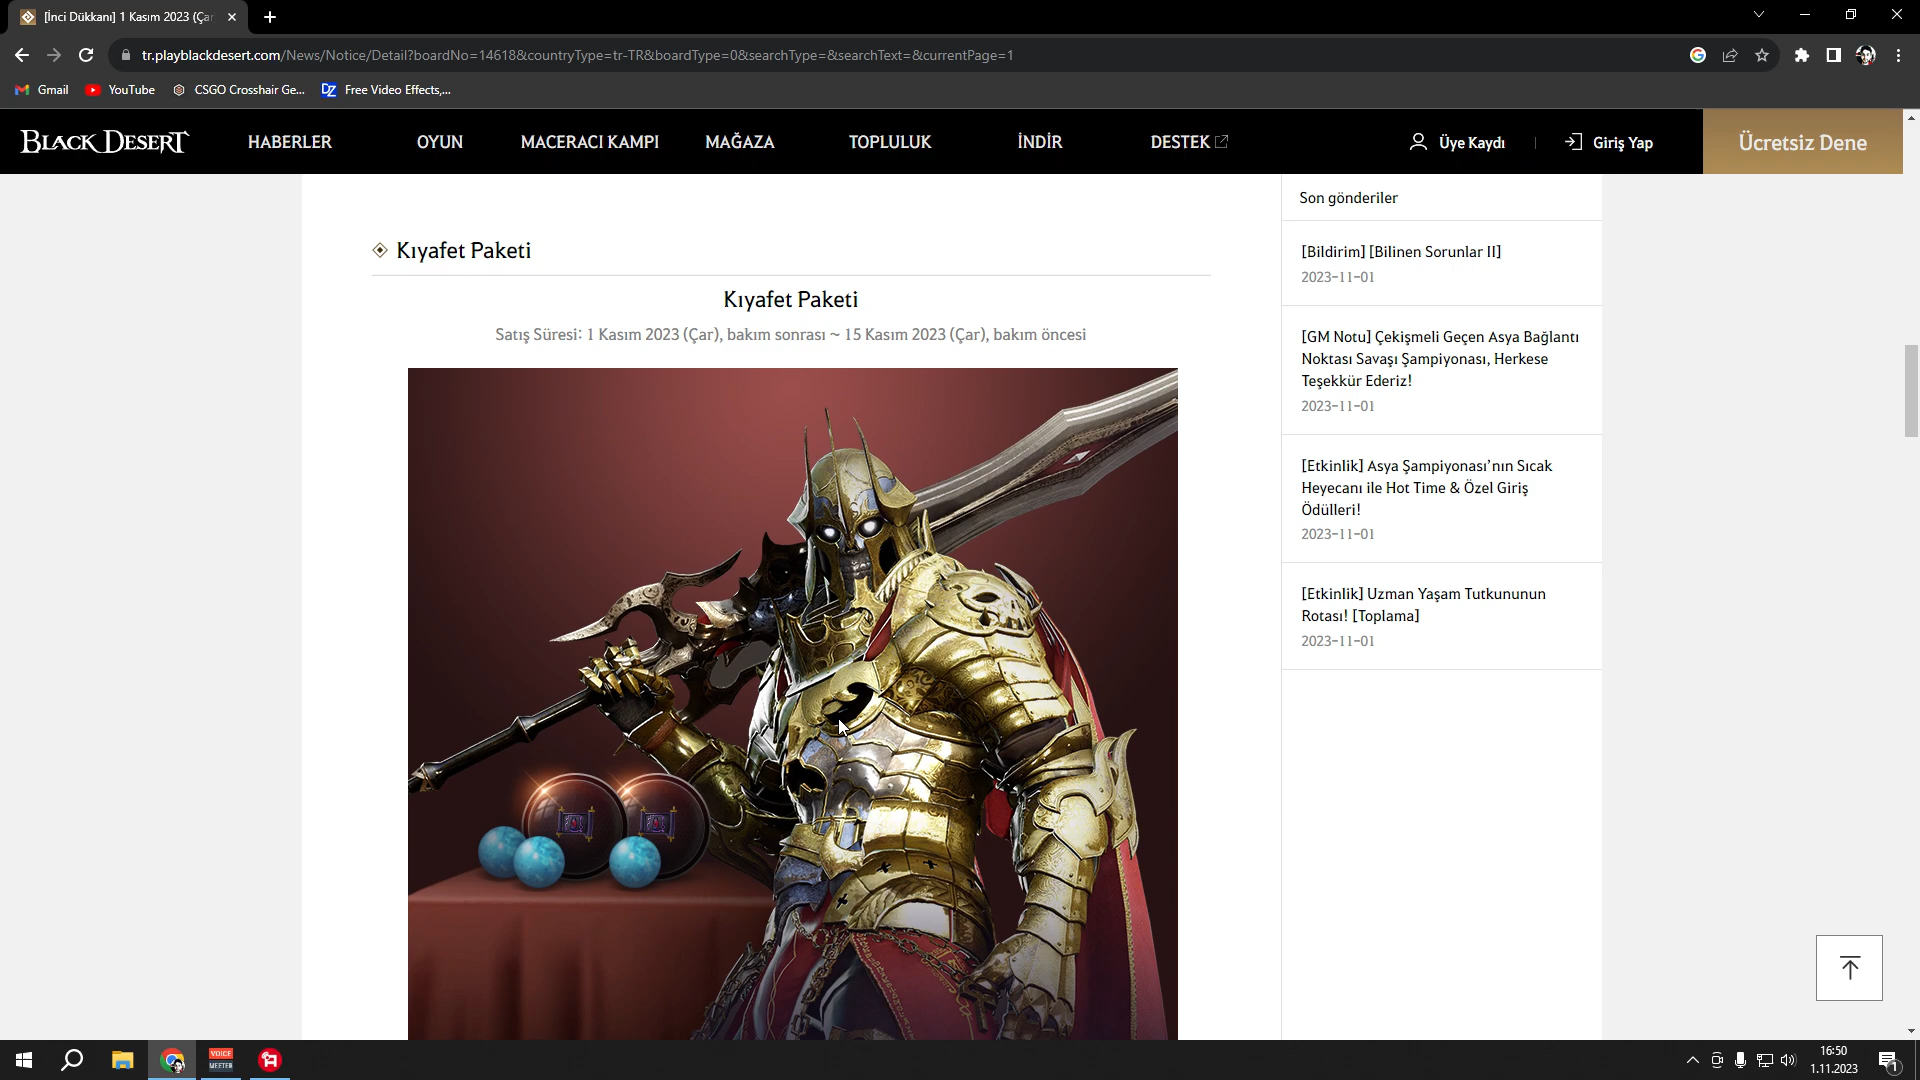 [İnci Dükkanı] 1 Kasım 2023 (Ça
tr.playblackdesert.com/News/Notice/Detail?boardNo=14618&countryType=tr-TR&boardType=0&searchType=&searchText=&currentPage=1
Gmail YouTube CSGO Crosshair Ge... Free Video Effects,...
BLACK DESERT HABERLER OYUN MACERACI KAMPI MAĞAZA TOPLULUK İNDİR DESTEK Üye Kaydı Giriş Yap Ücretsiz Dene
Kıyafet Paketi
Kıyafet Paketi
Satış Süresi: 1 Kasım 2023 (Çar), bakım sonrası ~ 15 Kasım 2023 (Çar), bakım öncesi
Son gönderiler
[Bildirim] [Bilinen Sorunlar II]
2023-11-01
[GM Notu] Çekişmeli Geçen Asya Bağlantı
Noktası Savaşı Şampiyonası, Herkese
Teşekkür Ederiz!
2023-11-01
[Etkinlik] Asya Şampiyonası'nın Sıcak
Heyecanı ile Hot Time & Özel Giriş
Ödülleri!
2023-11-01
[Etkinlik] Uzman Yaşam Tutkununun
Rotası! [Toplama]
2023-11-01
VOICE
MEETER
16:50
1.11.2023
1